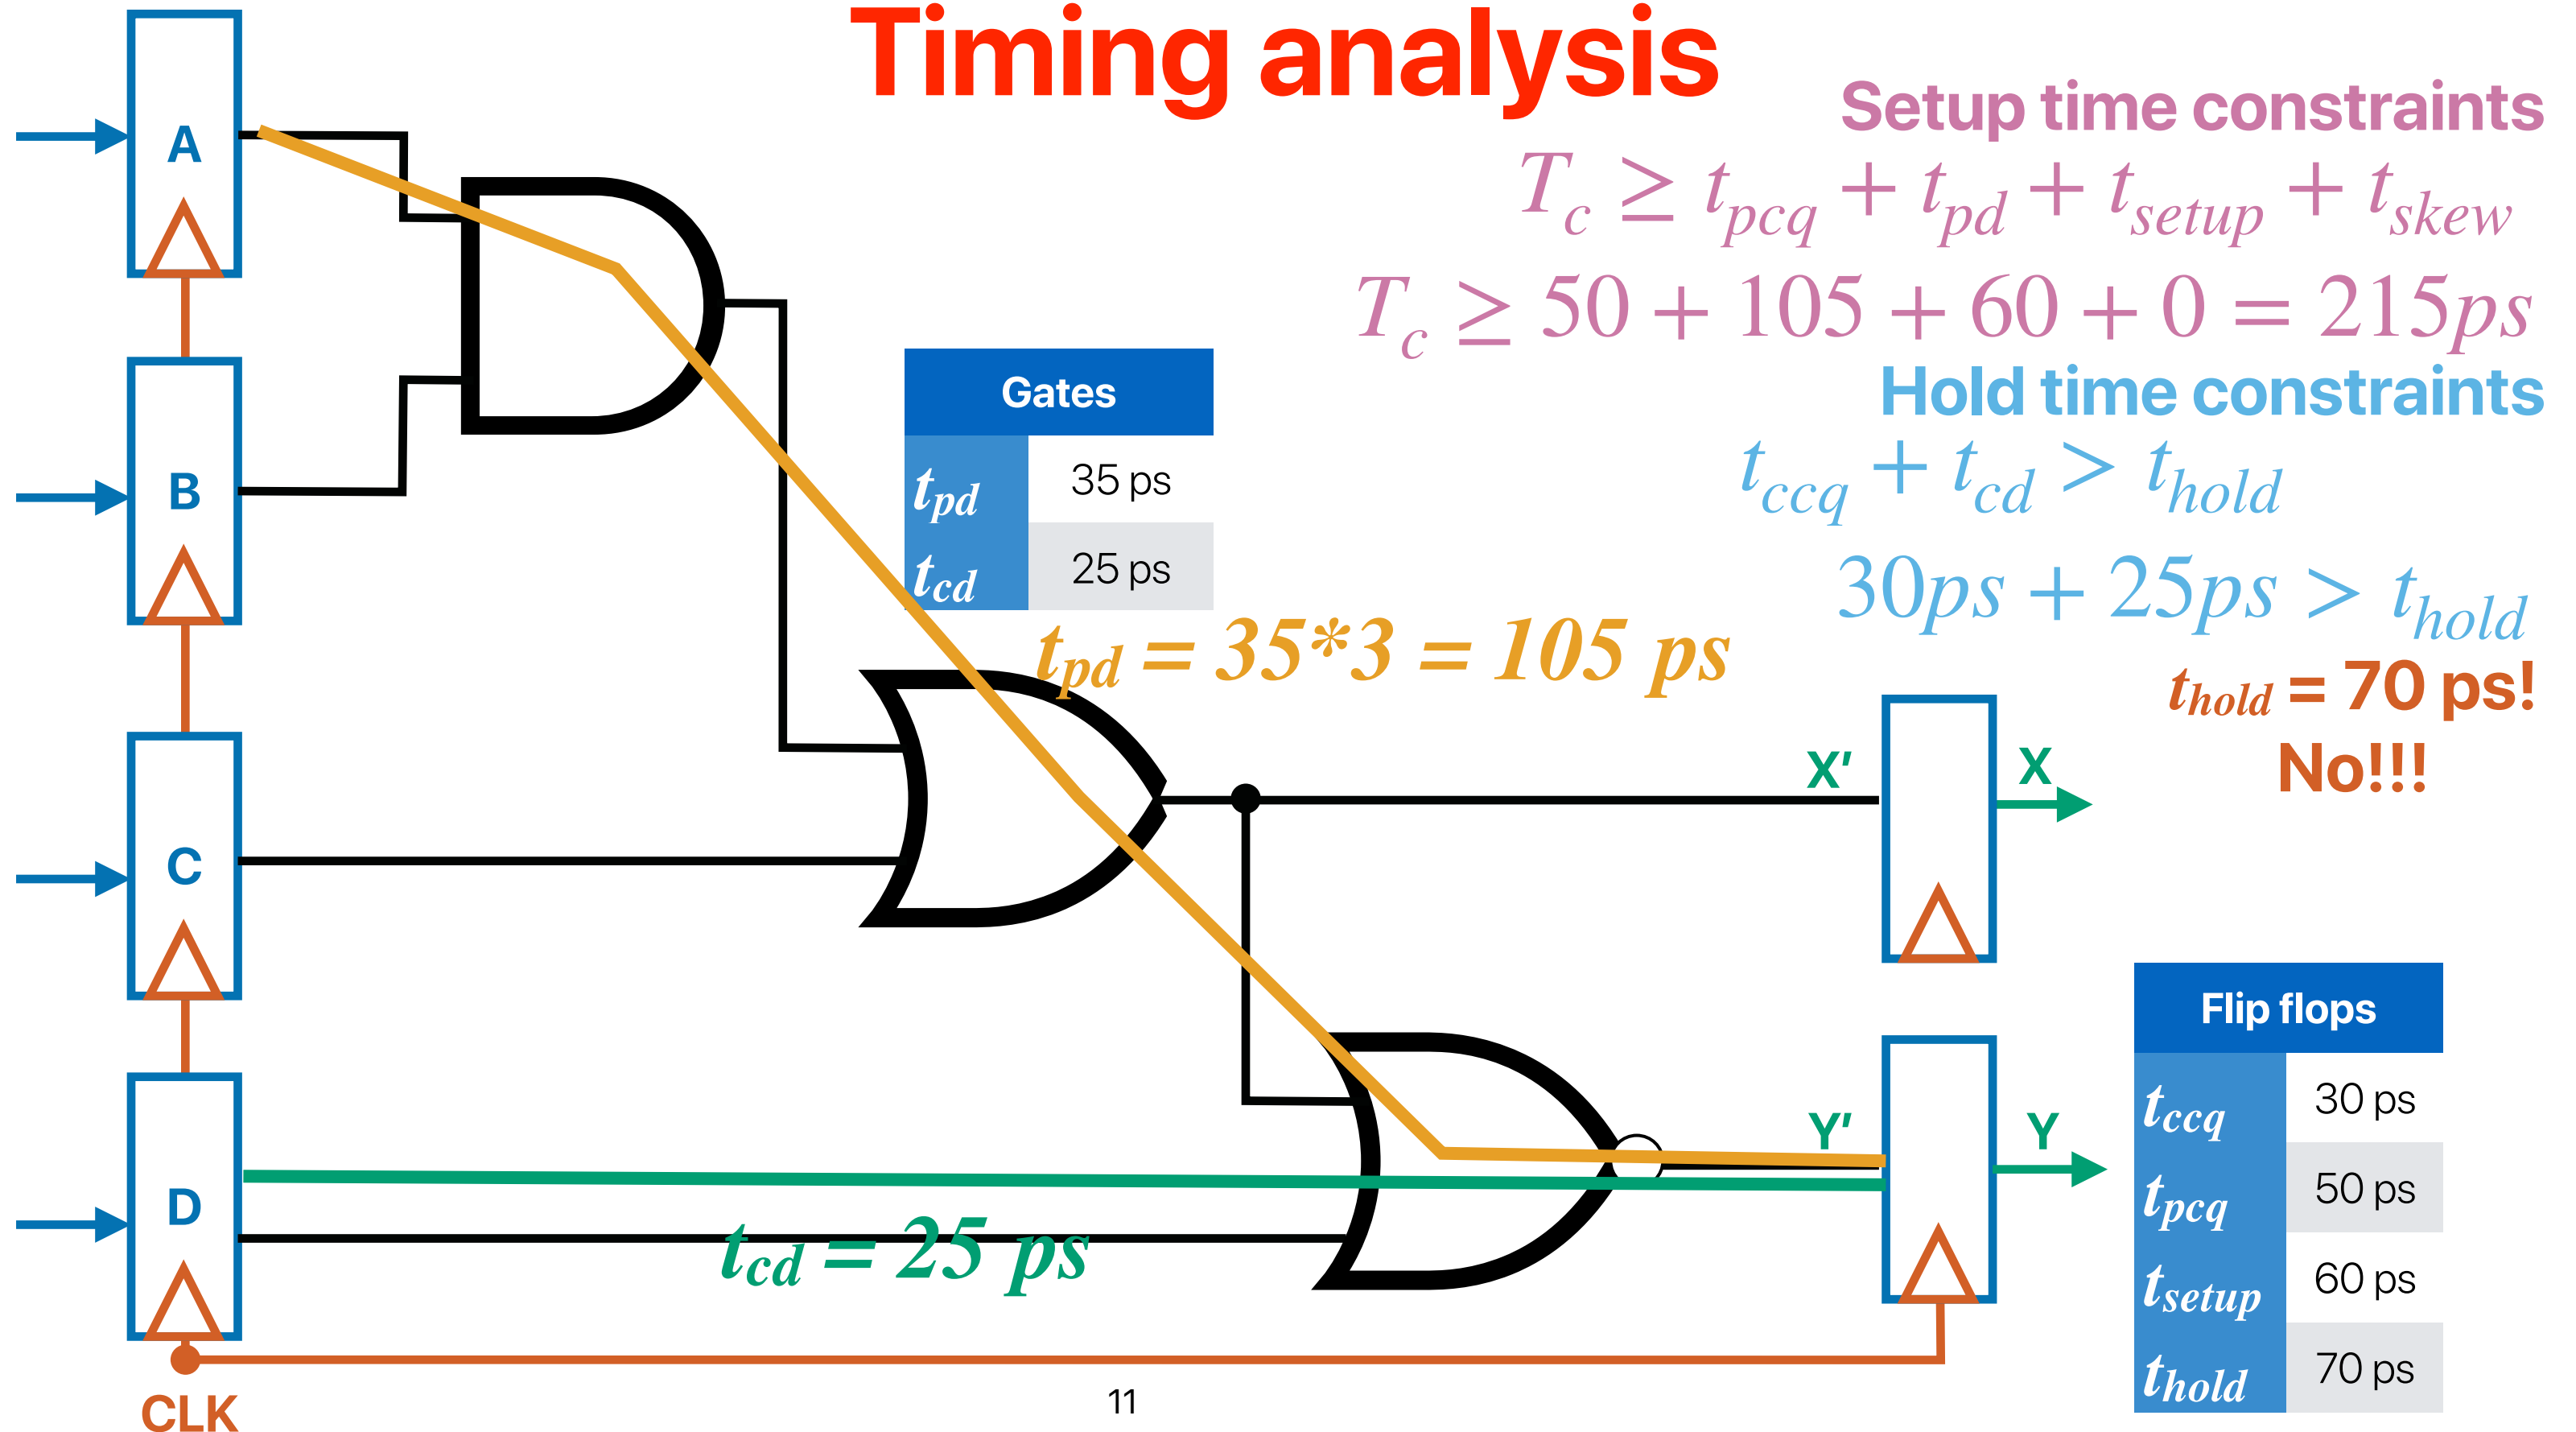 Timing analysis
Setup time constraints
T_c ≥ t_pcq + t_pd + t_setup + t_skew
T_c ≥ 50 + 105 + 60 + 0 = 215ps
Hold time constraints
t_ccq + t_cd > t_hold
30ps + 25ps > t_hold
t_hold = 70 ps!
No!!!
A
B
C
D
CLK
Gates
t_pd 35 ps
t_cd 25 ps
t_pd = 35*3 = 105 ps
t_cd = 25 ps
X′
X
Y′
Y
Flip flops
t_ccq 30 ps
t_pcq 50 ps
t_setup 60 ps
t_hold 70 ps
11